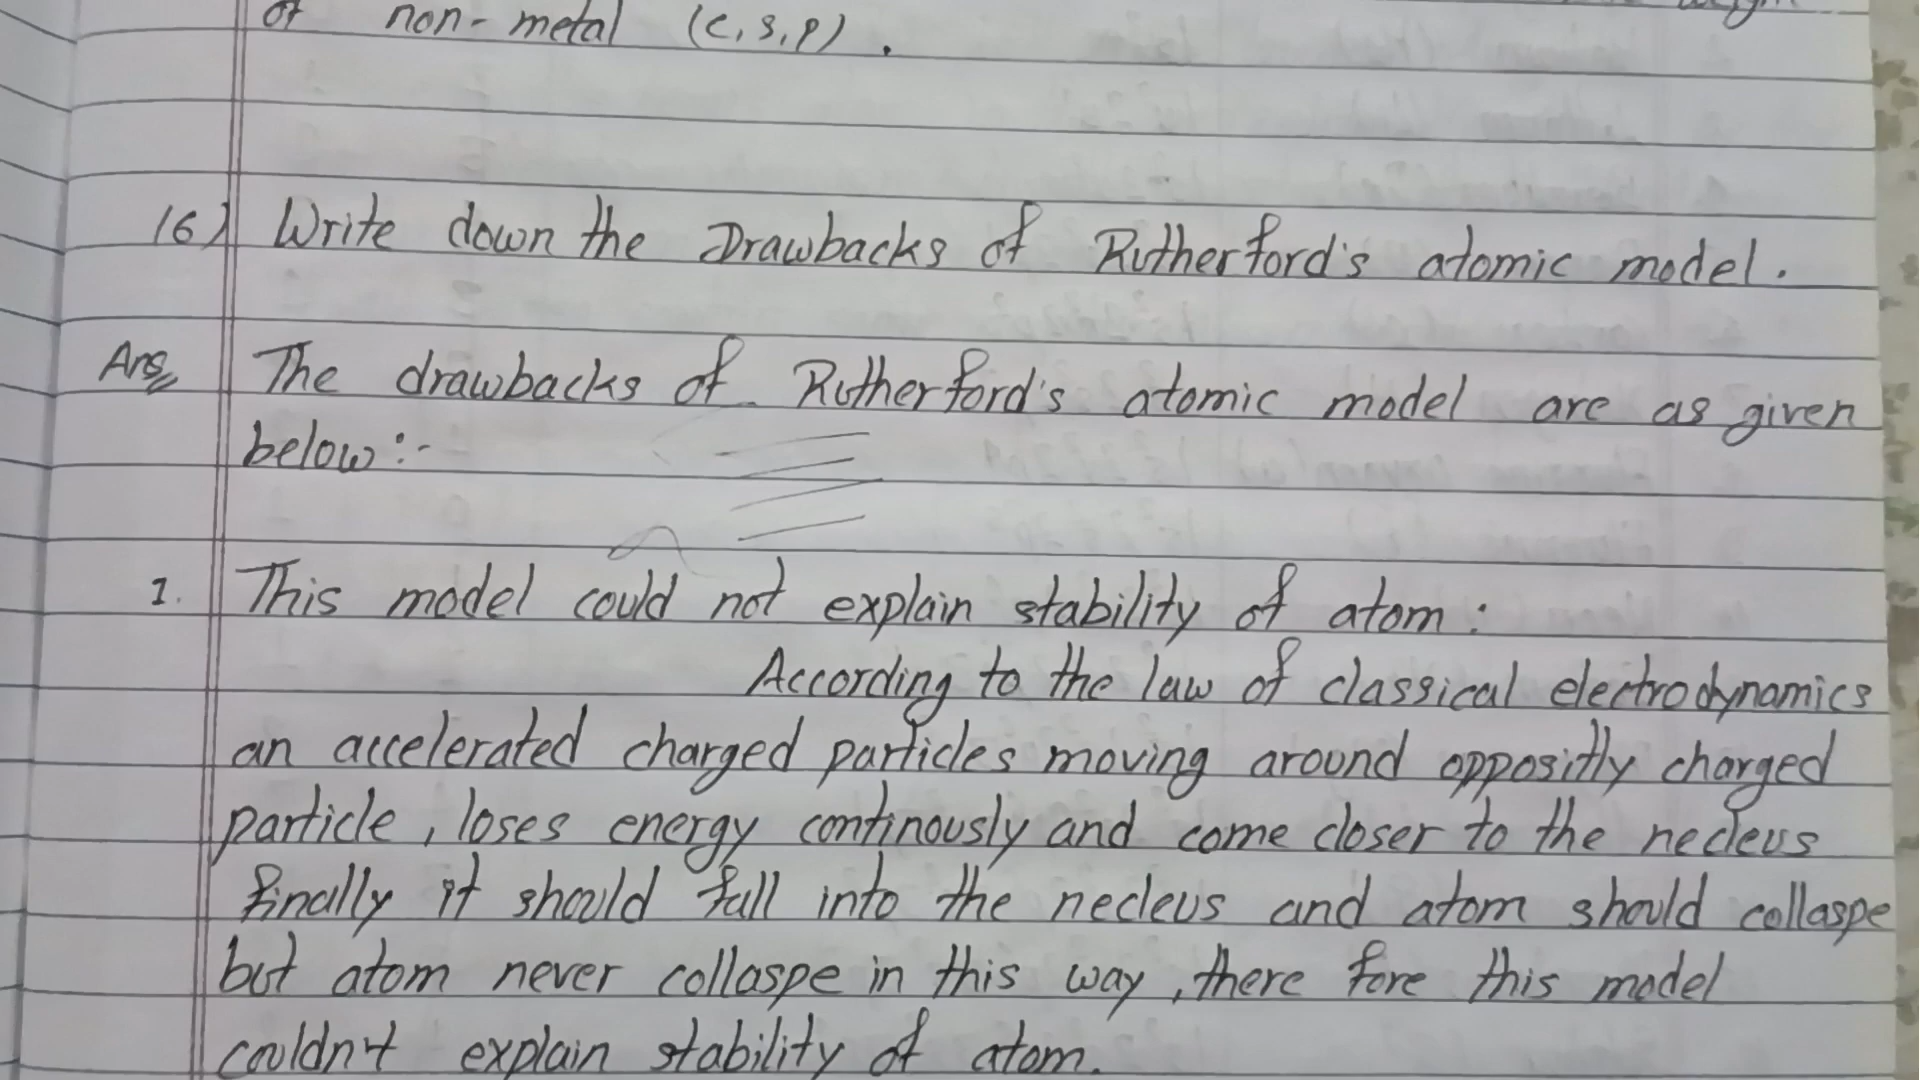 of non-metal (C, S, P).
16) Write down the Drawbacks of Rutherford's atomic model.
Ans The drawbacks of Rutherford's atomic model are as given
below:-
1. This model could not explain stability of atom:
According to the law of classical electrodynamics
an accelerated charged particles moving around oppositly charged
particle, loses energy continously and come closer to the necleus
finally it should fall into the necleus and atom should collaspe
but atom never collaspe in this way, there fore this model
couldn't explain stability of atom.